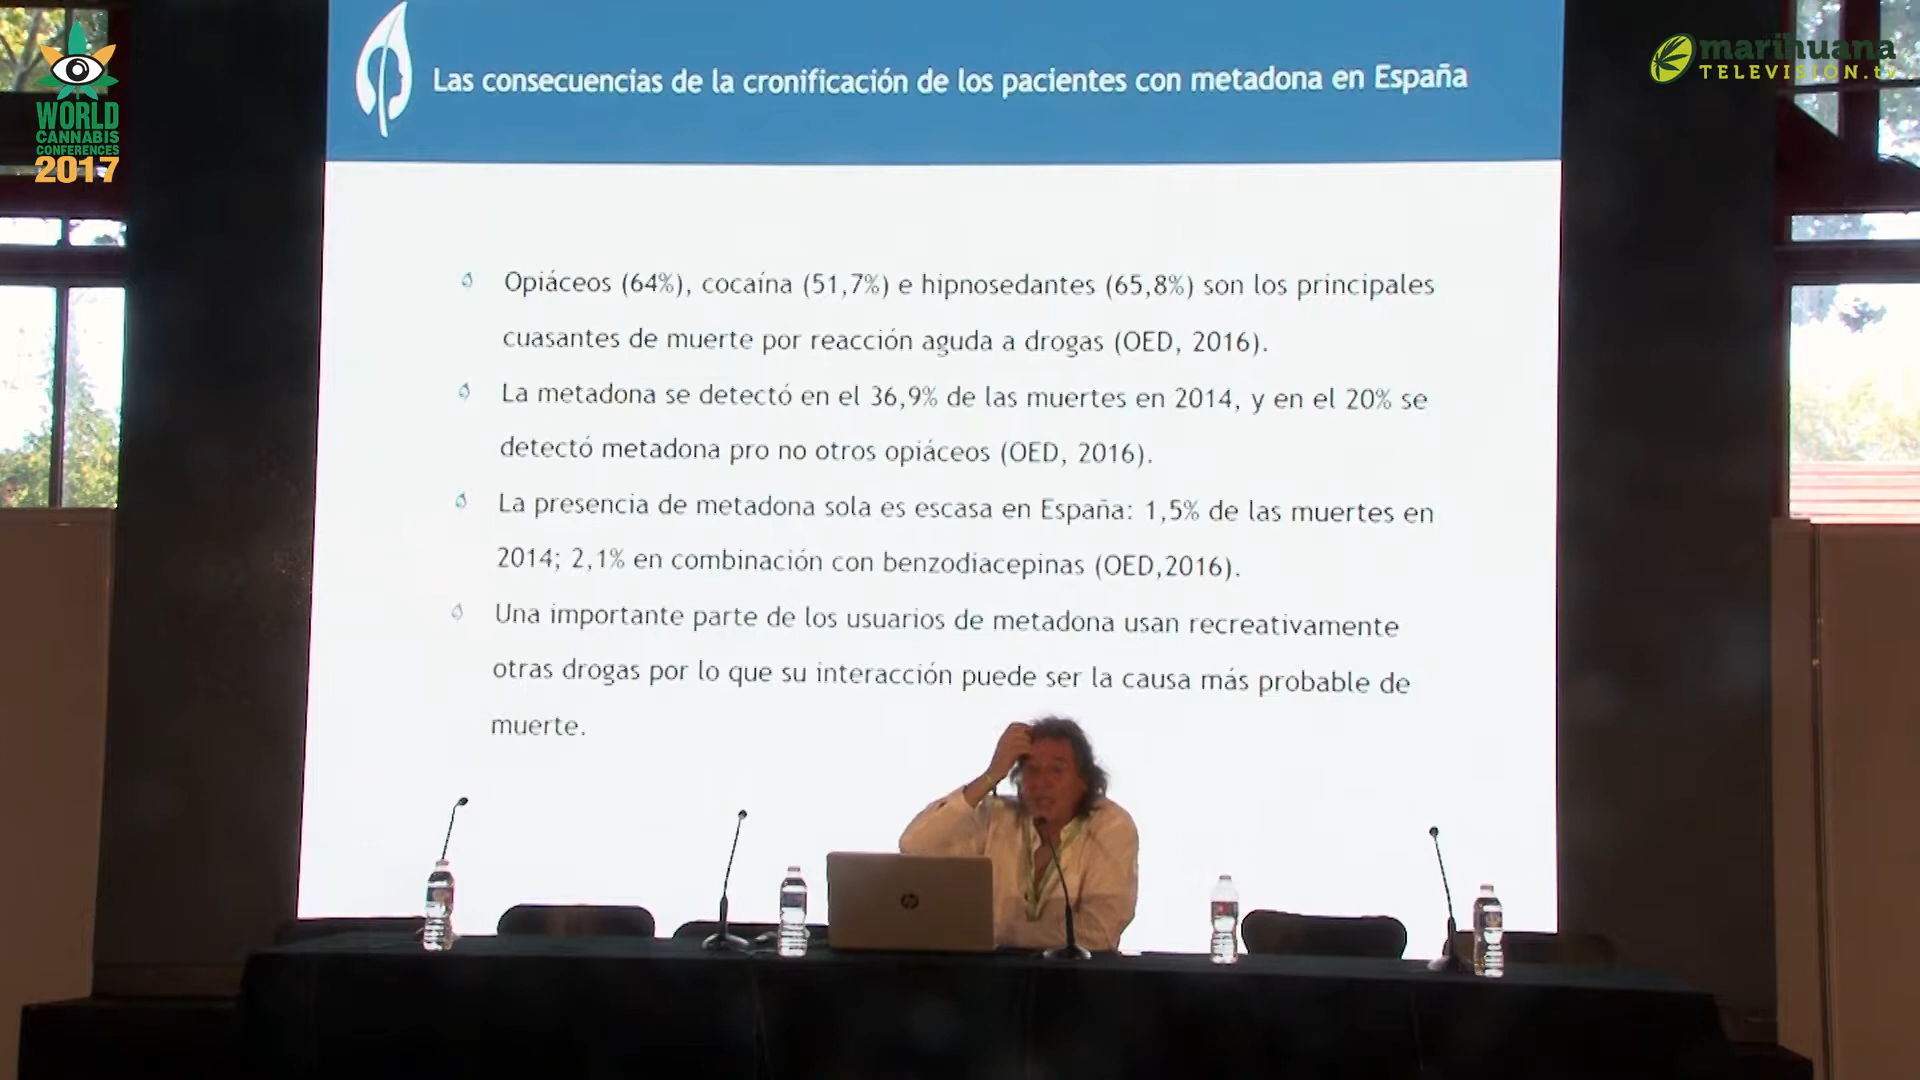 WORLD
CANNABIS
CONFERENCES
2017
marihuana
TELEVISION.tv
Las consecuencias de la cronificación de los pacientes con metadona en España
Opiáceos (64%), cocaína (51,7%) e hipnosedantes (65,8%) son los principales
cuasantes de muerte por reacción aguda a drogas (OED, 2016).
La metadona se detectó en el 36,9% de las muertes en 2014, y en el 20% se
detectó metadona pro no otros opiáceos (OED, 2016).
La presencia de metadona sola es escasa en España: 1,5% de las muertes en
2014; 2,1% en combinación con benzodiacepinas (OED,2016).
Una importante parte de los usuarios de metadona usan recreativamente
otras drogas por lo que su interacción puede ser la causa más probable de
muerte.
hp